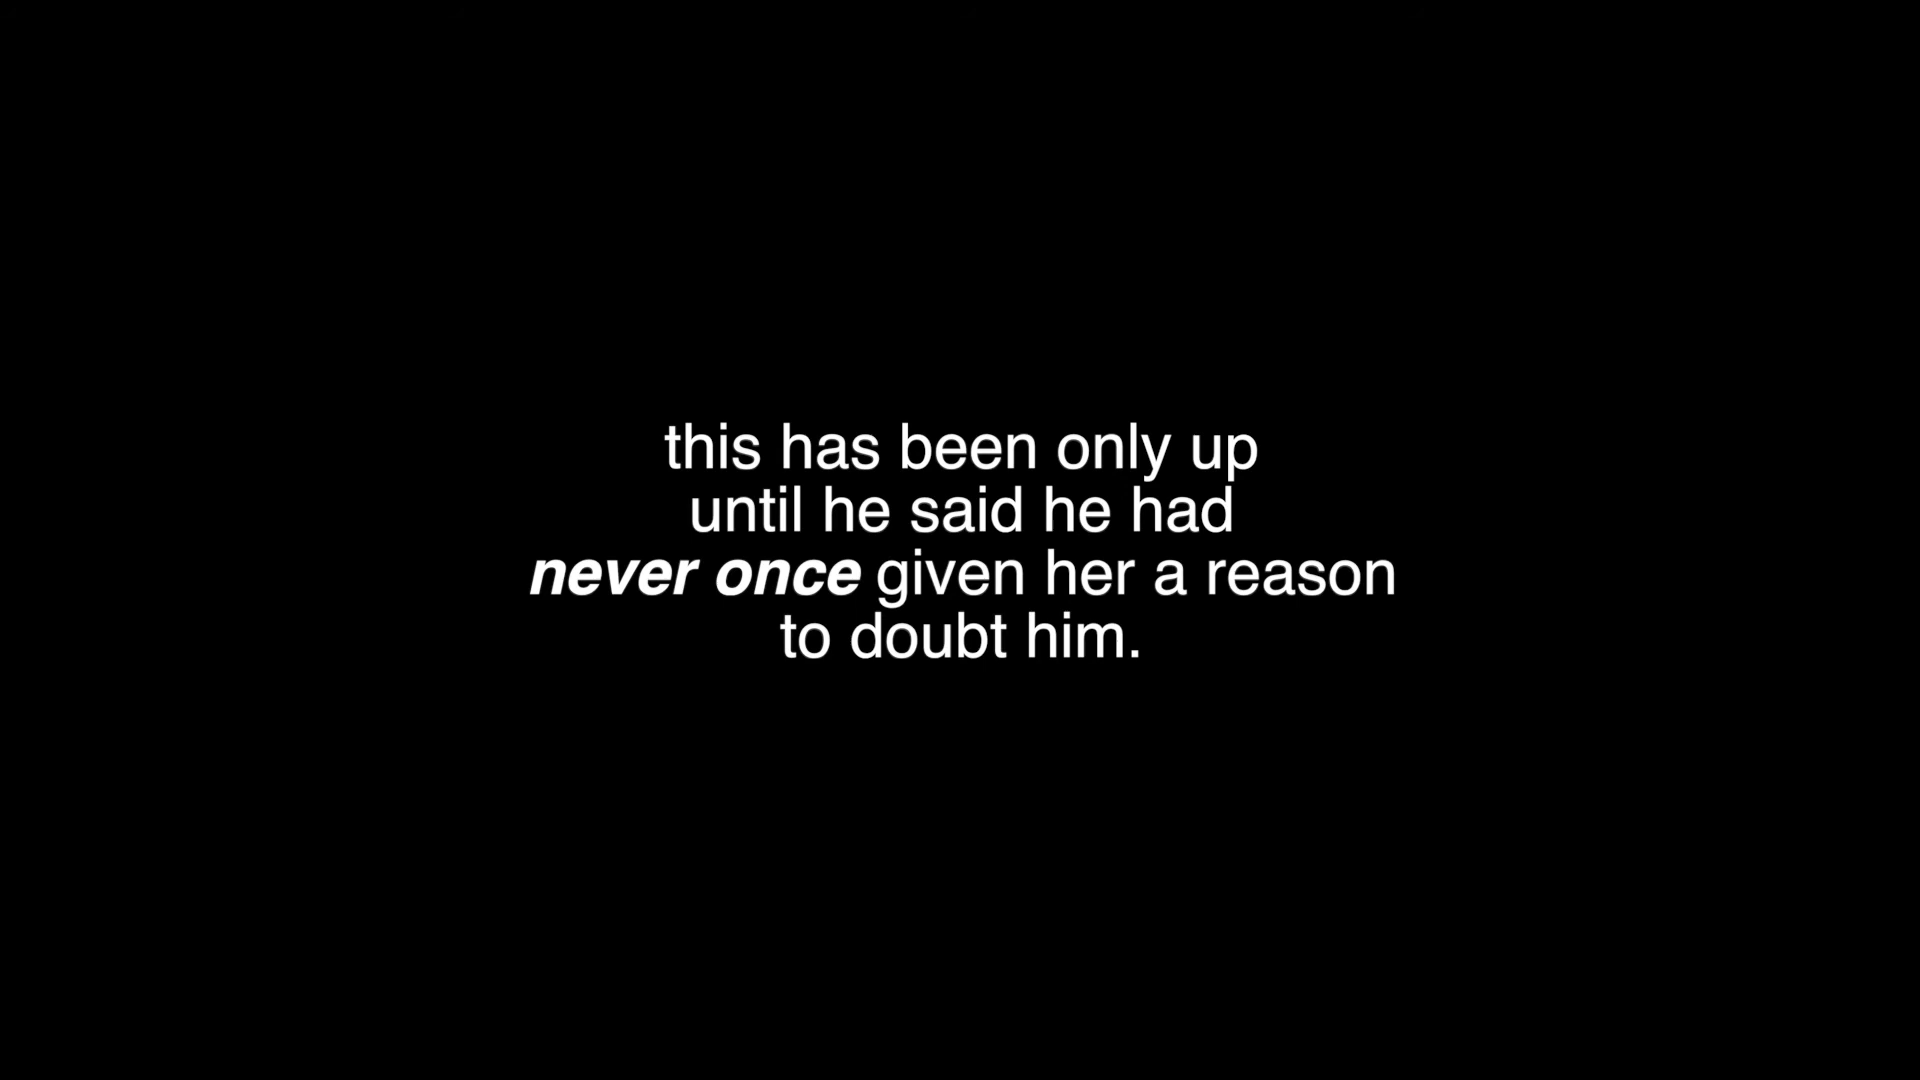 this has been only up
until he said he had
never once given her a reason
to doubt him.